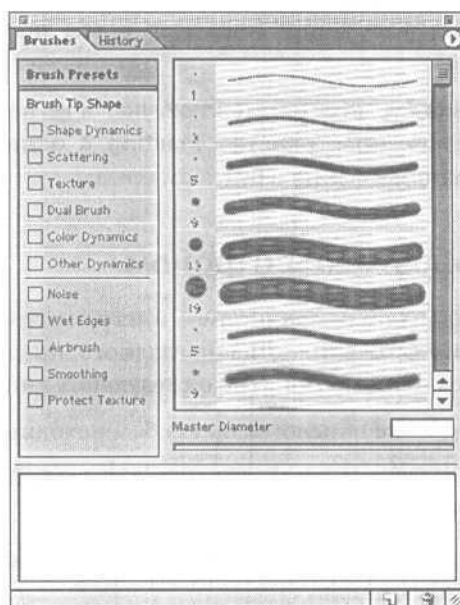 Brushes History
Brush Presets
Brush Tip Shape
Shape Dynamics
Scattering
Texture
Dual Brush
Color Dynamics
Other Dynamics
Noise
Wet Edges
Airbrush
Smoothing
Protect Texture
1
3
5
9
13
19
5
9
Master Diameter